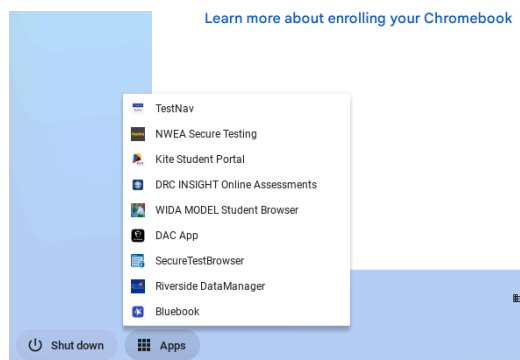 Learn more about enrolling your Chromebook
TestNav
NWEA Secure Testing
Kite Student Portal
DRC INSIGHT Online Assessments
WIDA MODEL Student Browser
DAC App
SecureTestBrowser
Riverside DataManager
Bluebook
Shut down
Apps